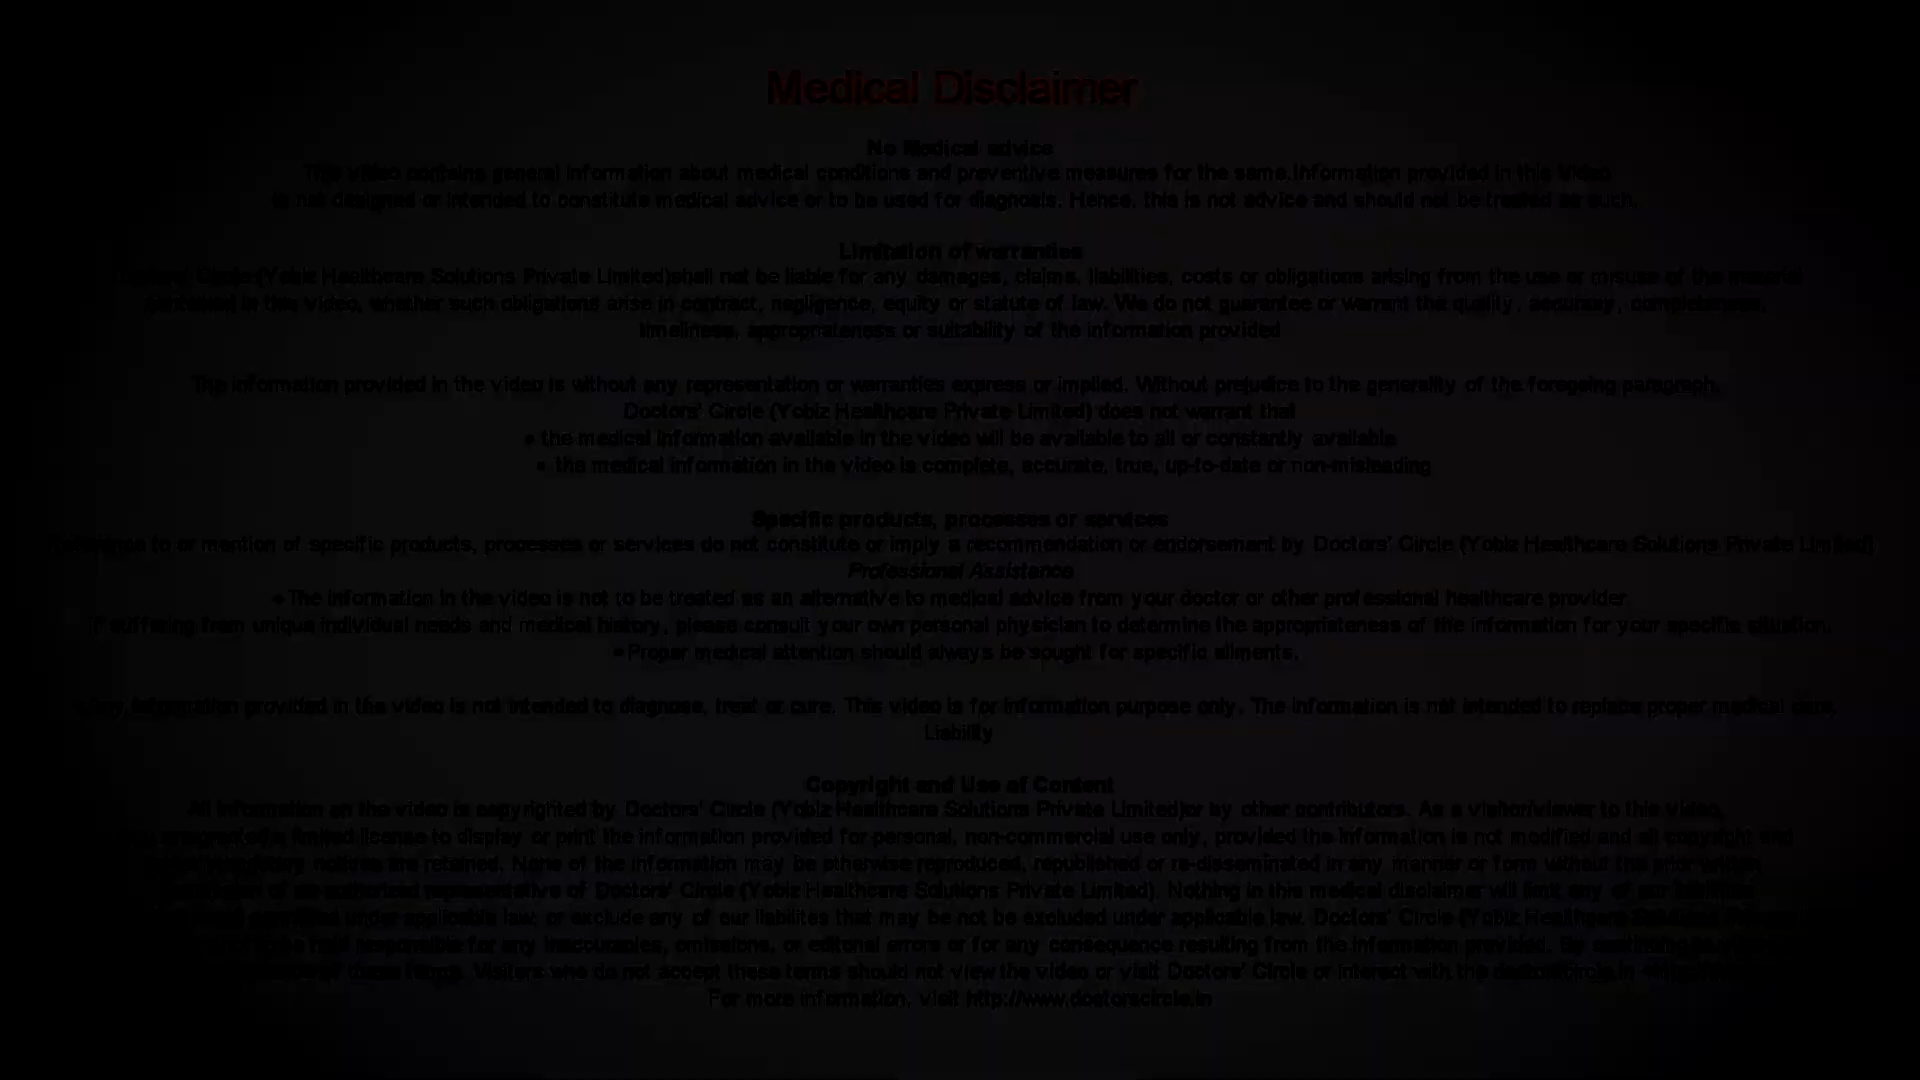 Medical Disclaimer
No Medical advice
This video contains general information about medical conditions and preventive measures for the same.Information provided in this Video
is not designed or intended to constitute medical advice or to be used for diagnosis. Hence, this is not advice and should not be treated as such.
Limitation of warranties
Circle (Yobiz Healthcare Solutions Private Limited)shall not be liable for any damages, claims, liabilities, costs or obligations arising from the use or misuse of the material
contained in this video, whether such obligations arise in contract, negligence, equity or statute of law. We do not guarantee or warrant the quality, accuracy, completeness,
timeliness, appropriateness or suitability of the information provided
The information provided in the video is without any representation or warranties express or implied. Without prejudice to the generality of the foregoing paragraph,
Doctors' Circle (Yobiz Healthcare Private Limited) does not warrant that
• the medical information available in the video will be available to all or constantly available
• the medical information in the video is complete, accurate, true, up-to-date or non-misleading
Specific products, processes or services
Reference to or mention of specific products, processes or services do not constitute or imply a recommendation or endorsement by Doctors' Circle (Yobiz Healthcare Solutions Private Limited)
Professional Assistance
• The information in the video is not to be treated as an alternative to medical advice from your doctor or other professional healthcare provider
If suffering from unique individual needs and medical history, please consult your own personal physician to determine the appropriateness of the information for your specific situation.
• Proper medical attention should always be sought for specific ailments.
information provided in the video is not intended to diagnose, treat or cure. This video is for information purpose only. The information is not intended to replace proper medical care.
Liability
Copyright and Use of Content
All information on the video is copyrighted by Doctors' Circle (Yobiz Healthcare Solutions Private Limited)or by other contributors. As a visitor/viewer to this Video,
granted a limited license to display or print the information provided for personal, non-commercial use only, provided the information is not modified and all copyright and
notices are retained. None of the information may be otherwise reproduced, republished or re-disseminated in any manner or form without the prior written
of an authorized representative of Doctors' Circle (Yobiz Healthcare Solutions Private Limited). Nothing in this medical disclaimer will limit any of our liabilities
under applicable law, or exclude any of our liabilites that may be not be excluded under applicable law. Doctors' Circle (Yobiz Healthcare Solutions Private
held responsible for any inaccuracies, omissions, or editorial errors or for any consequence resulting from the information provided. By
of these terms. Visitors who do not accept these terms should not view the video or visit Doctors' Circle or interact with the
For more information, visit http://www.doctorscircle.in